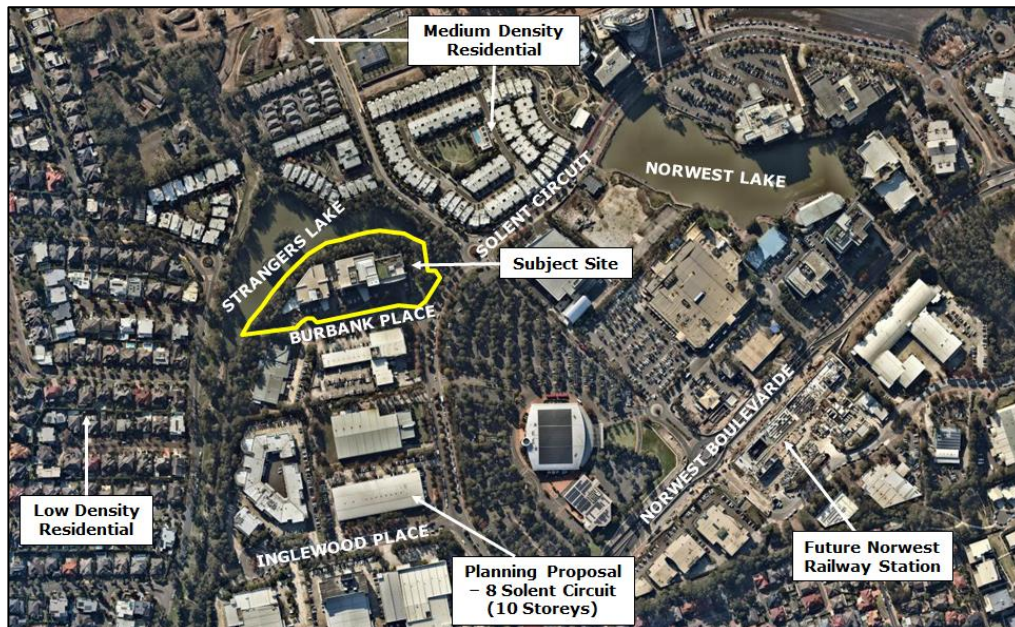 Medium Density
Residential
NORWEST LAKE
SOLENT CIRCUIT
STRANGERS LAKE
Subject Site
BURBANK PLACE
NORWEST BOULEVARDE
Low Density
Residential
INGLEWOOD PLACE
Planning Proposal
– 8 Solent Circuit
(10 Storeys)
Future Norwest
Railway Station